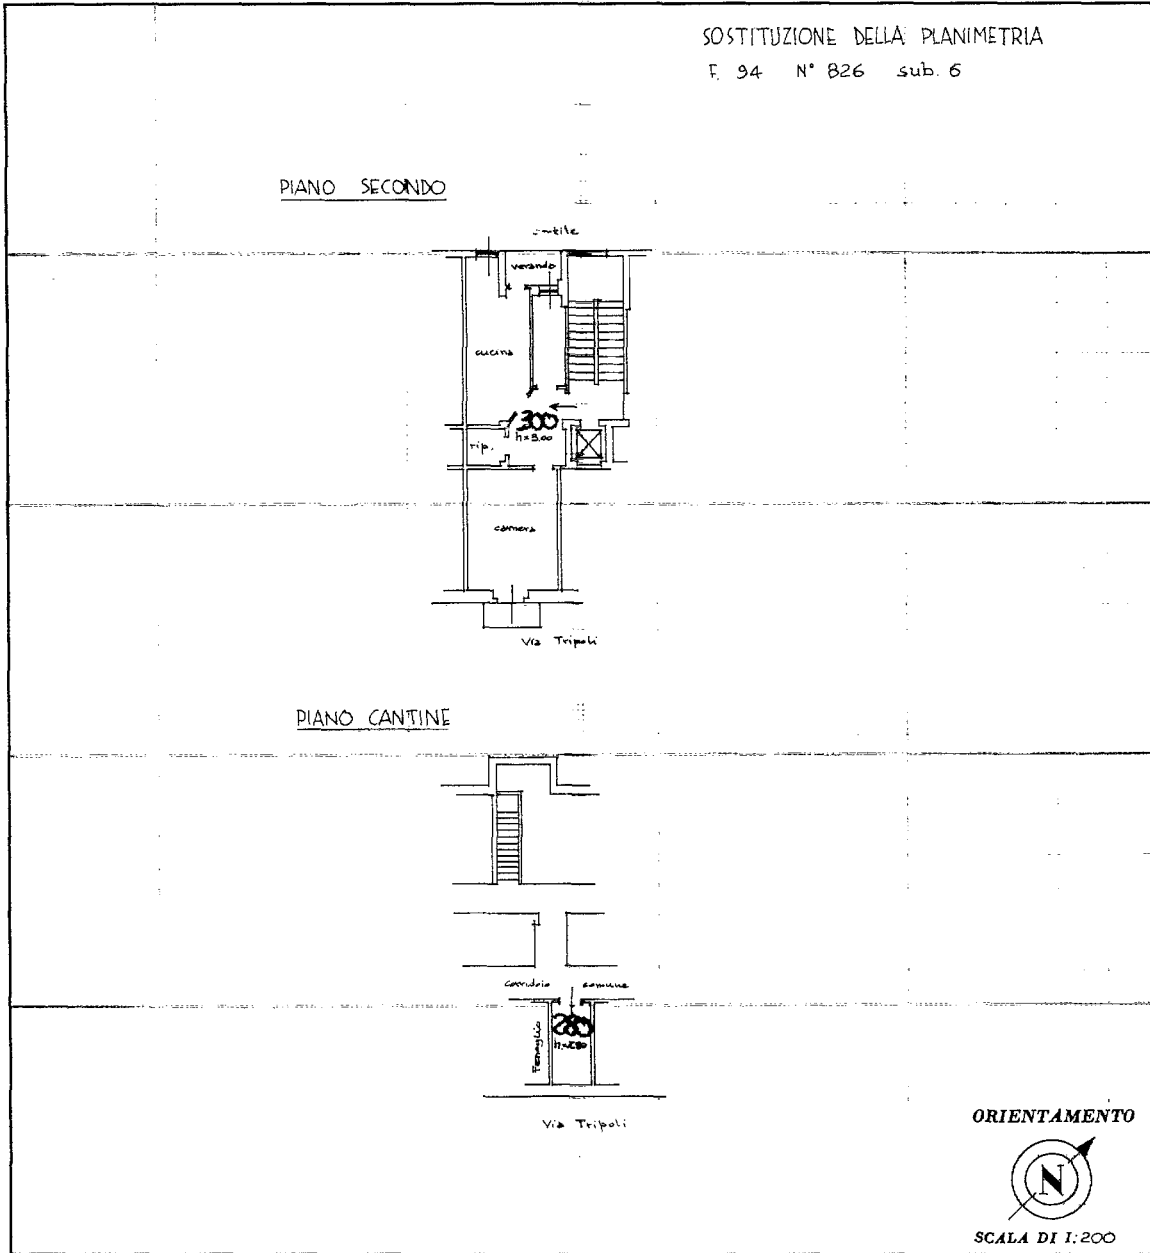 SOSTITUZIONE DELLA PLANIMETRIA
F. 94 N° 826 sub. 6
PIANO SECONDO
veranda
cucina
300
h=3.00
rip.
camera
Via Tripoli
PIANO CANTINE
corridoio comune
280
Fenoglio
Via Tripoli
ORIENTAMENTO
N
SCALA DI 1:200